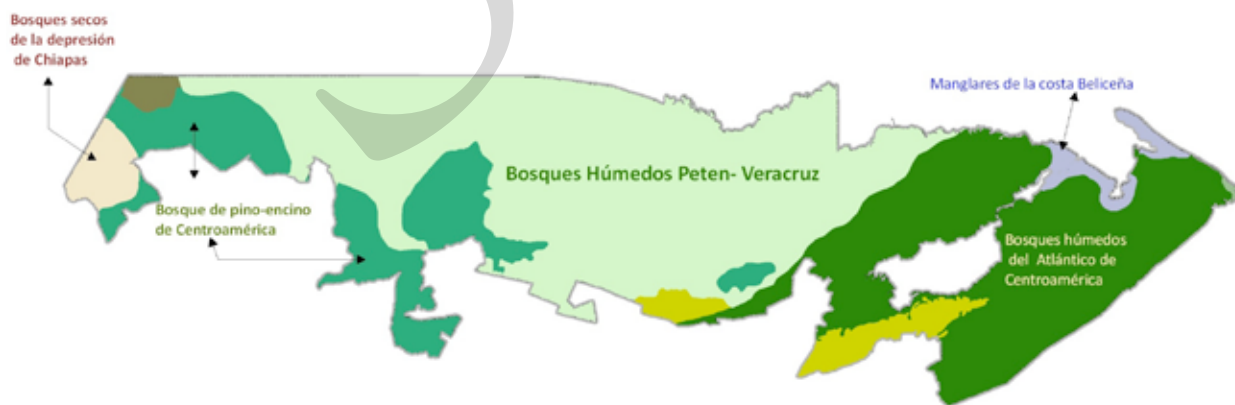 Bosques secos
de la depresión
de Chiapas
Manglares de la costa Beliceña
Bosques Húmedos Peten- Veracruz
Bosque de pino-encino
de Centroamérica
Bosques húmedos
del Atlántico de
Centroamérica